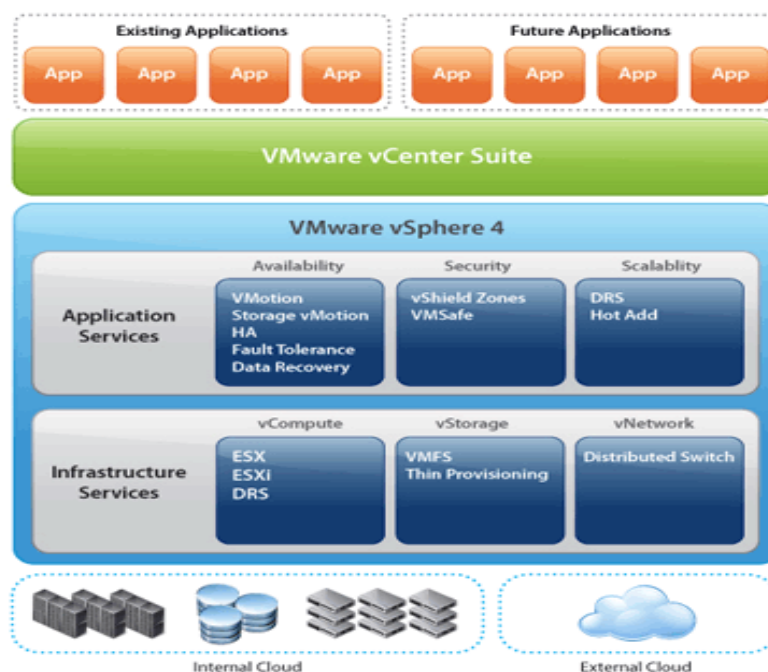 Existing Applications
Future Applications
App App App App
App App App App
VMware vCenter Suite
VMware vSphere 4
Application
Services
Availability
VMotion
Storage vMotion
HA
Fault Tolerance
Data Recovery
Security
vShield Zones
VMSafe
Scalablity
DRS
Hot Add
Infrastructure
Services
vCompute
ESX
ESXi
DRS
vStorage
VMFS
Thin Provisioning
vNetwork
Distributed Switch
Internal Cloud
External Cloud